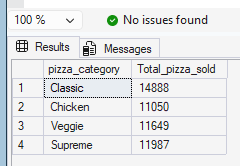 100 % No issues found
Results Messages
pizza_category Total_pizza_sold
1 Classic 14888
2 Chicken 11050
3 Veggie 11649
4 Supreme 11987